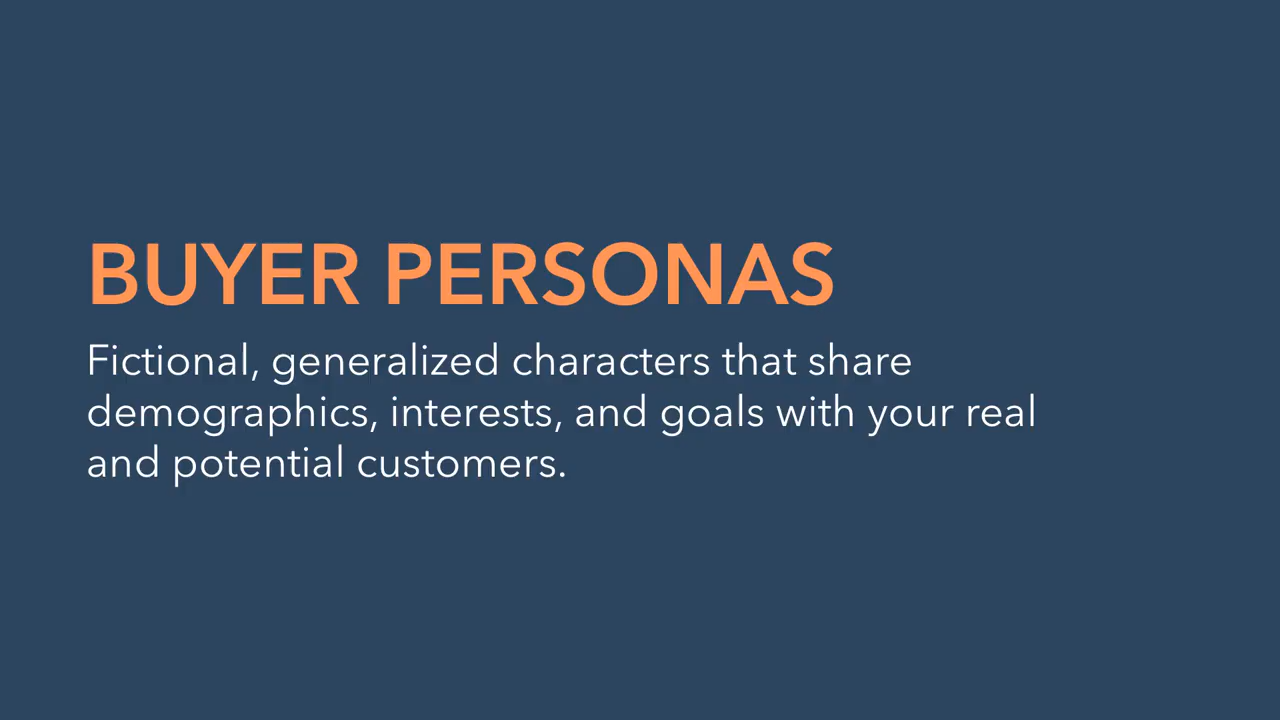 BUYER PERSONAS
Fictional, generalized characters that share
demographics, interests, and goals with your real
and potential customers.